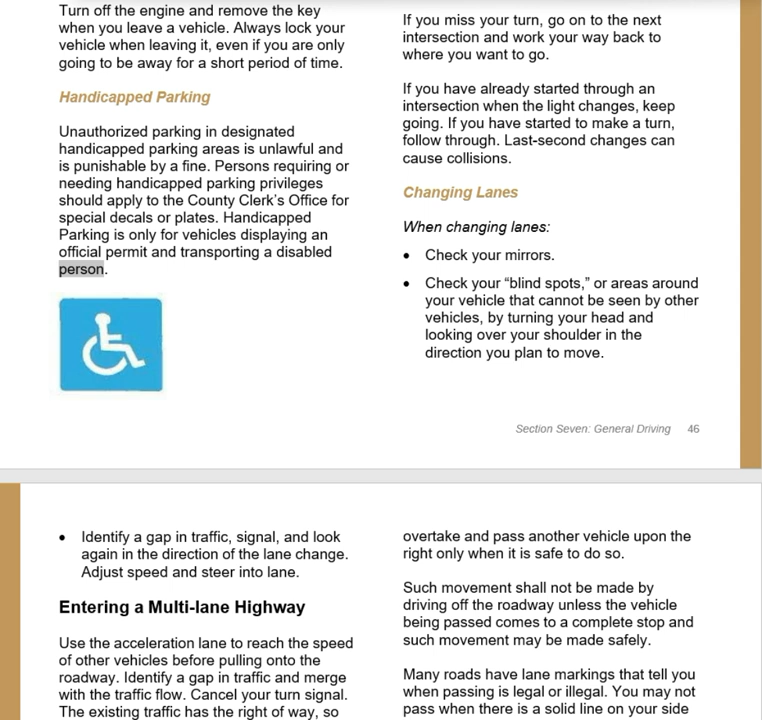 Turn off the engine and remove the key
when you leave a vehicle. Always lock your
vehicle when leaving it, even if you are only
going to be away for a short period of time.
Handicapped Parking
Unauthorized parking in designated
handicapped parking areas is unlawful and
is punishable by a fine. Persons requiring or
needing handicapped parking privileges
should apply to the County Clerk’s Office for
special decals or plates. Handicapped
Parking is only for vehicles displaying an
official permit and transporting a disabled
person.
If you miss your turn, go on to the next
intersection and work your way back to
where you want to go.
If you have already started through an
intersection when the light changes, keep
going. If you have started to make a turn,
follow through. Last-second changes can
cause collisions.
Changing Lanes
When changing lanes:
• Check your mirrors.
• Check your “blind spots,” or areas around
your vehicle that cannot be seen by other
vehicles, by turning your head and
looking over your shoulder in the
direction you plan to move.
Section Seven: General Driving 46
• Identify a gap in traffic, signal, and look
again in the direction of the lane change.
Adjust speed and steer into lane.
Entering a Multi-lane Highway
Use the acceleration lane to reach the speed
of other vehicles before pulling onto the
roadway. Identify a gap in traffic and merge
with the traffic flow. Cancel your turn signal.
The existing traffic has the right of way, so
overtake and pass another vehicle upon the
right only when it is safe to do so.
Such movement shall not be made by
driving off the roadway unless the vehicle
being passed comes to a complete stop and
such movement may be made safely.
Many roads have lane markings that tell you
when passing is legal or illegal. You may not
pass when there is a solid line on your side